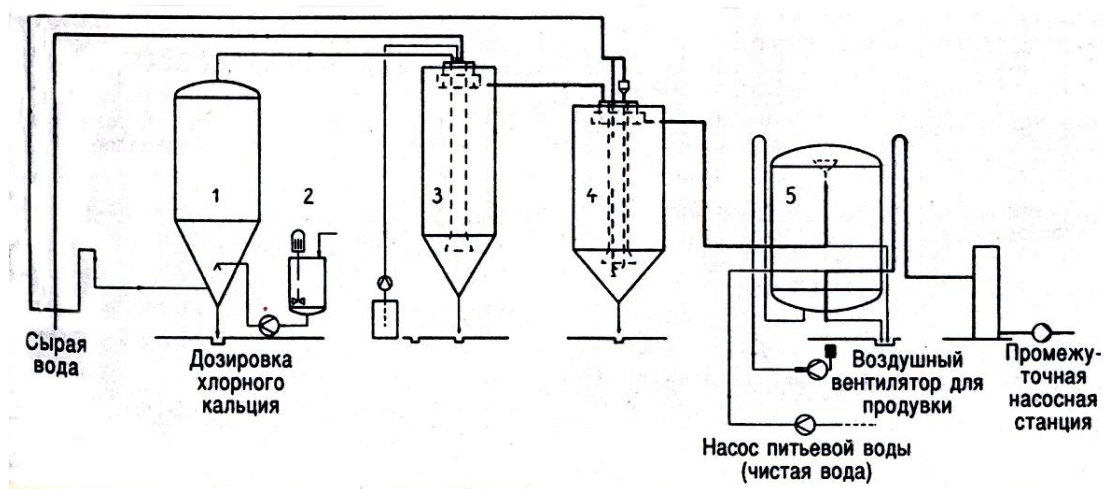 1
2
3
4
5
Сырая
вода
Дозировка
хлорного
кальция
Воздушный
вентилятор для
продувки
Промежу-
точная
насосная
станция
Насос питьевой воды
(чистая вода)